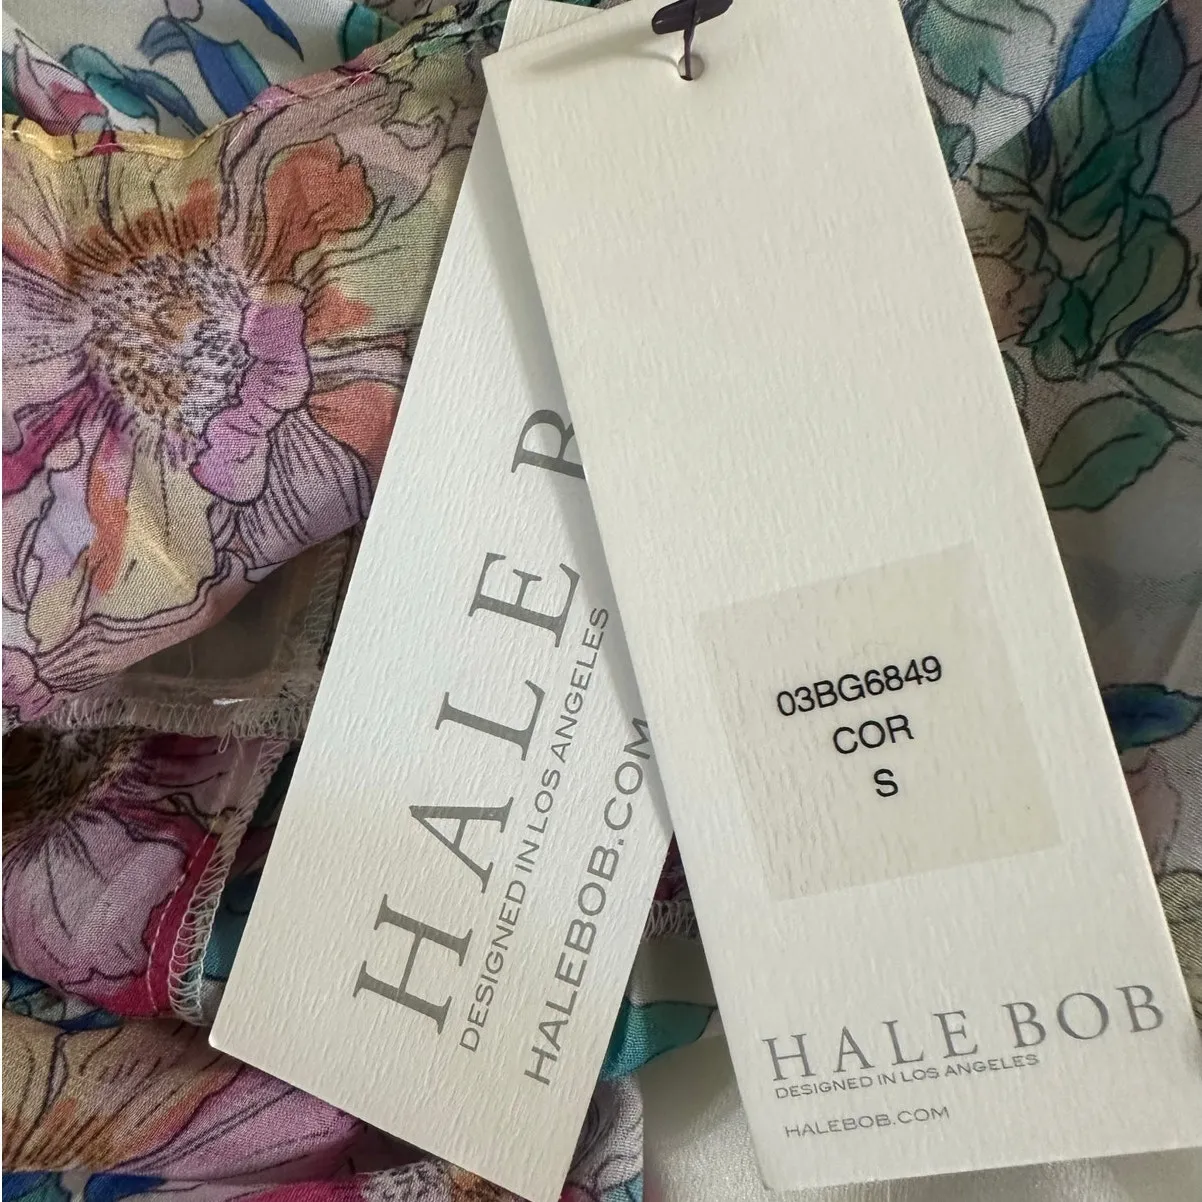 HALE B
DESIGNED IN LOS ANGELES
HALEBOB.COM
03BG6849
COR
S
HALE BOB
DESIGNED IN LOS ANGELES
HALEBOB.COM